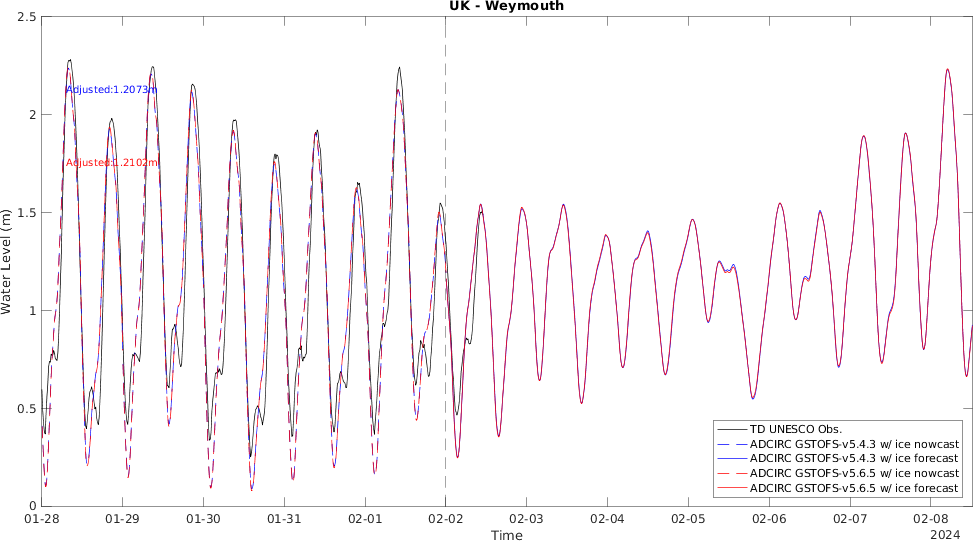 UK - Weymouth
2.5
2
1.5
1
0.5
0
Water Level (m)
Adjusted:1.2073m
Adjusted:1.2102m
TD UNESCO Obs.
ADCIRC GSTOFS-v5.4.3 w/ ice nowcast
ADCIRC GSTOFS-v5.4.3 w/ ice forecast
ADCIRC GSTOFS-v5.6.5 w/ ice nowcast
ADCIRC GSTOFS-v5.6.5 w/ ice forecast
01-28 01-29 01-30 01-31 02-01 02-02 02-03 02-04 02-05 02-06 02-07 02-08
Time
2024